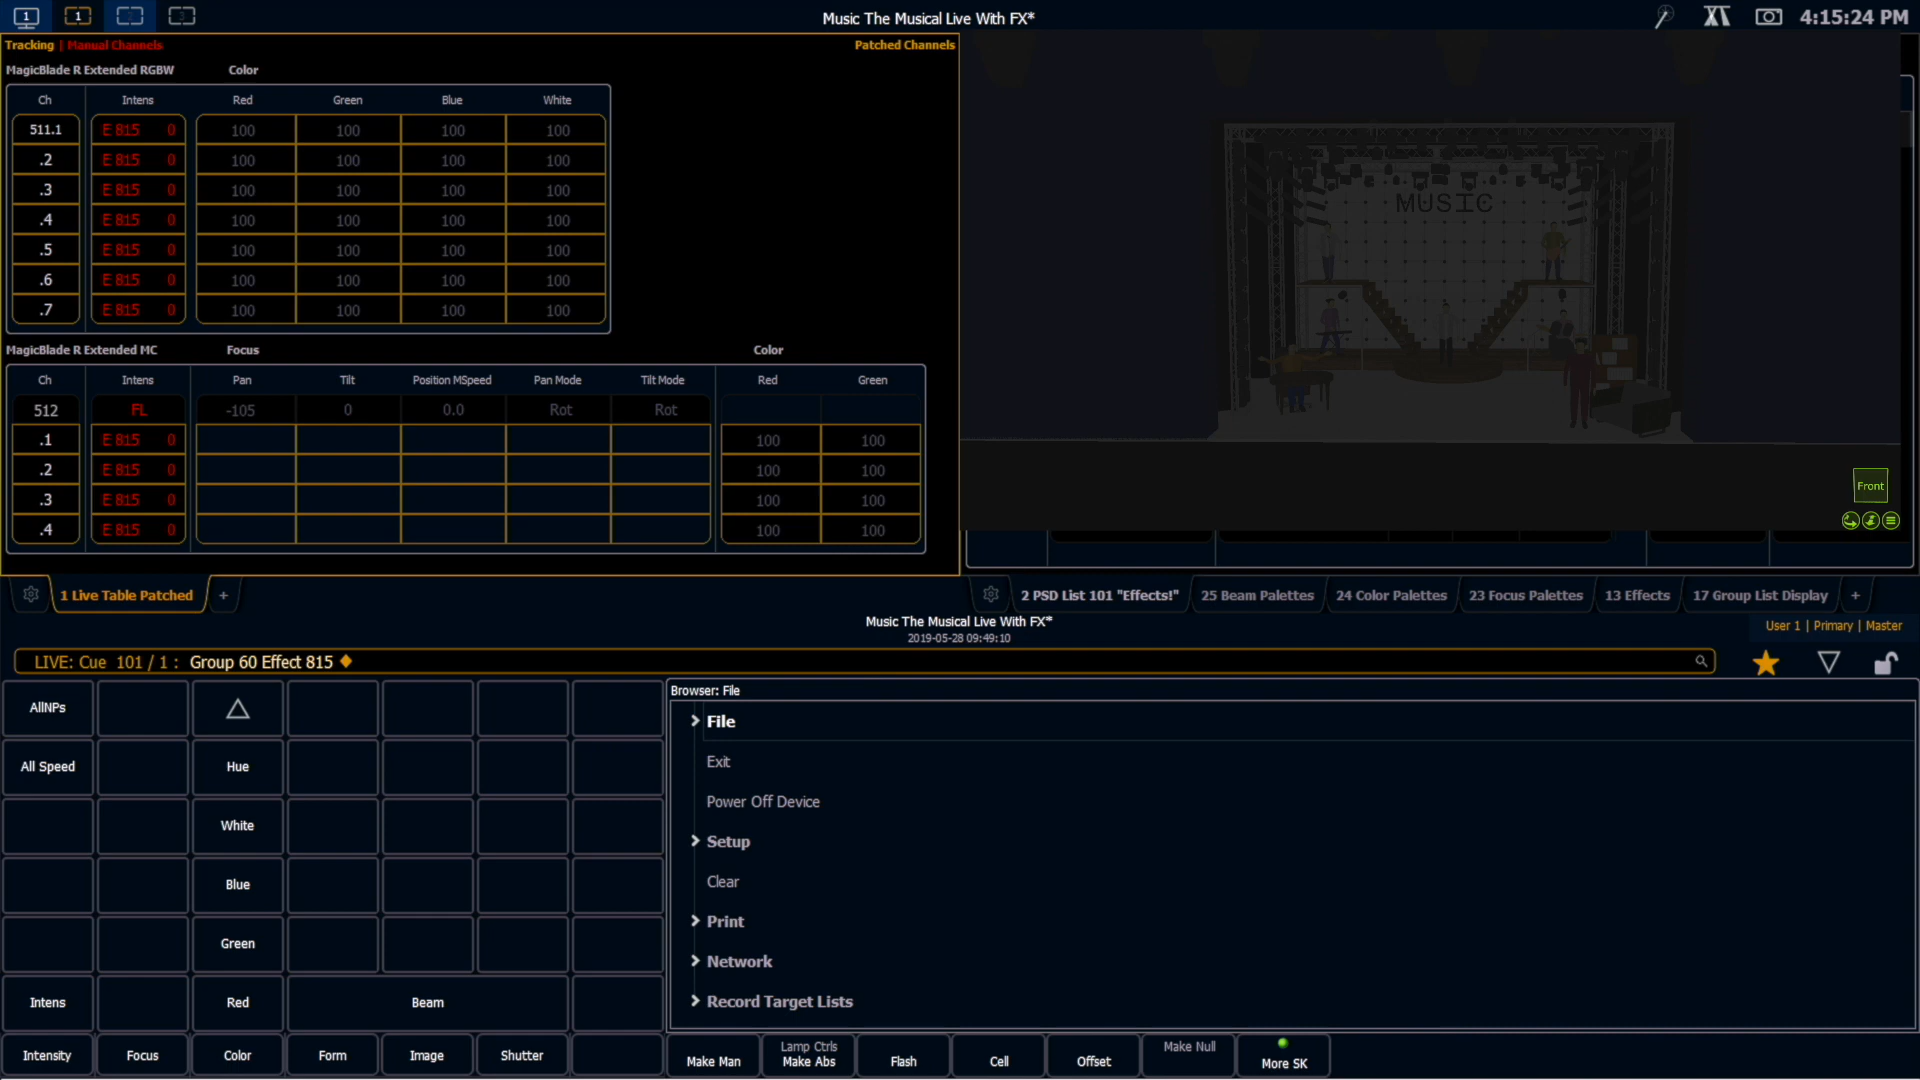 1
1
2
3
Music The Musical Live With FX*
4:15:24 PM
Tracking | Manual Channels
Patched Channels
MagicBlade R Extended RGBW
Color
Ch Intens Red Green Blue White
511.1 E 815 0 100 100 100 100
.2 E 815 0 100 100 100 100
.3 E 815 0 100 100 100 100
.4 E 815 0 100 100 100 100
.5 E 815 0 100 100 100 100
.6 E 815 0 100 100 100 100
.7 E 815 0 100 100 100 100
MagicBlade R Extended MC
Focus
Color
Ch Intens Pan Tilt Position MSpeed Pan Mode Tilt Mode Red Green
512 FL -105 0 0.0 Rot Rot
.1 E 815 0 100 100
.2 E 815 0 100 100
.3 E 815 0 100 100
.4 E 815 0 100 100
MUSIC
Front
1 Live Table Patched
+
2 PSD List 101 "Effects!"
25 Beam Palettes
24 Color Palettes
23 Focus Palettes
13 Effects
17 Group List Display
+
Music The Musical Live With FX*
2019-05-28 09:49:10
User 1 | Primary | Master
LIVE: Cue 101 / 1 : Group 60 Effect 815
AllNPs
All Speed
Hue
White
Blue
Green
Intens
Red
Beam
Intensity
Focus
Color
Form
Image
Shutter
Browser: File
File
Exit
Power Off Device
Setup
Clear
Print
Network
Record Target Lists
Make Man
Lamp Ctrls
Make Abs
Flash
Cell
Offset
Make Null
More SK